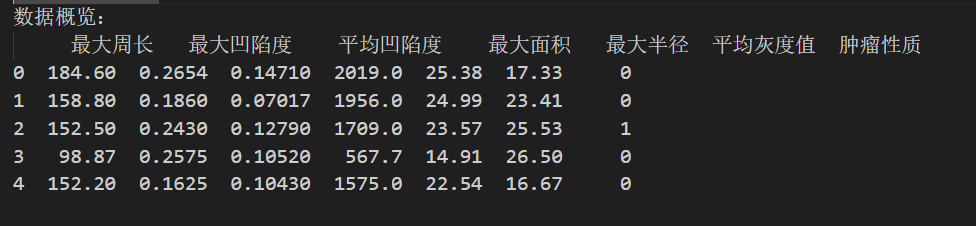 数据概览:
最大周长 最大凹陷度 平均凹陷度 最大面积 最大半径 平均灰度值 肿瘤性质
0 184.60 0.2654 0.14710 2019.0 25.38 17.33 0
1 158.80 0.1860 0.07017 1956.0 24.99 23.41 0
2 152.50 0.2430 0.12790 1709.0 23.57 25.53 1
3 98.87 0.2575 0.10520 567.7 14.91 26.50 0
4 152.20 0.1625 0.10430 1575.0 22.54 16.67 0